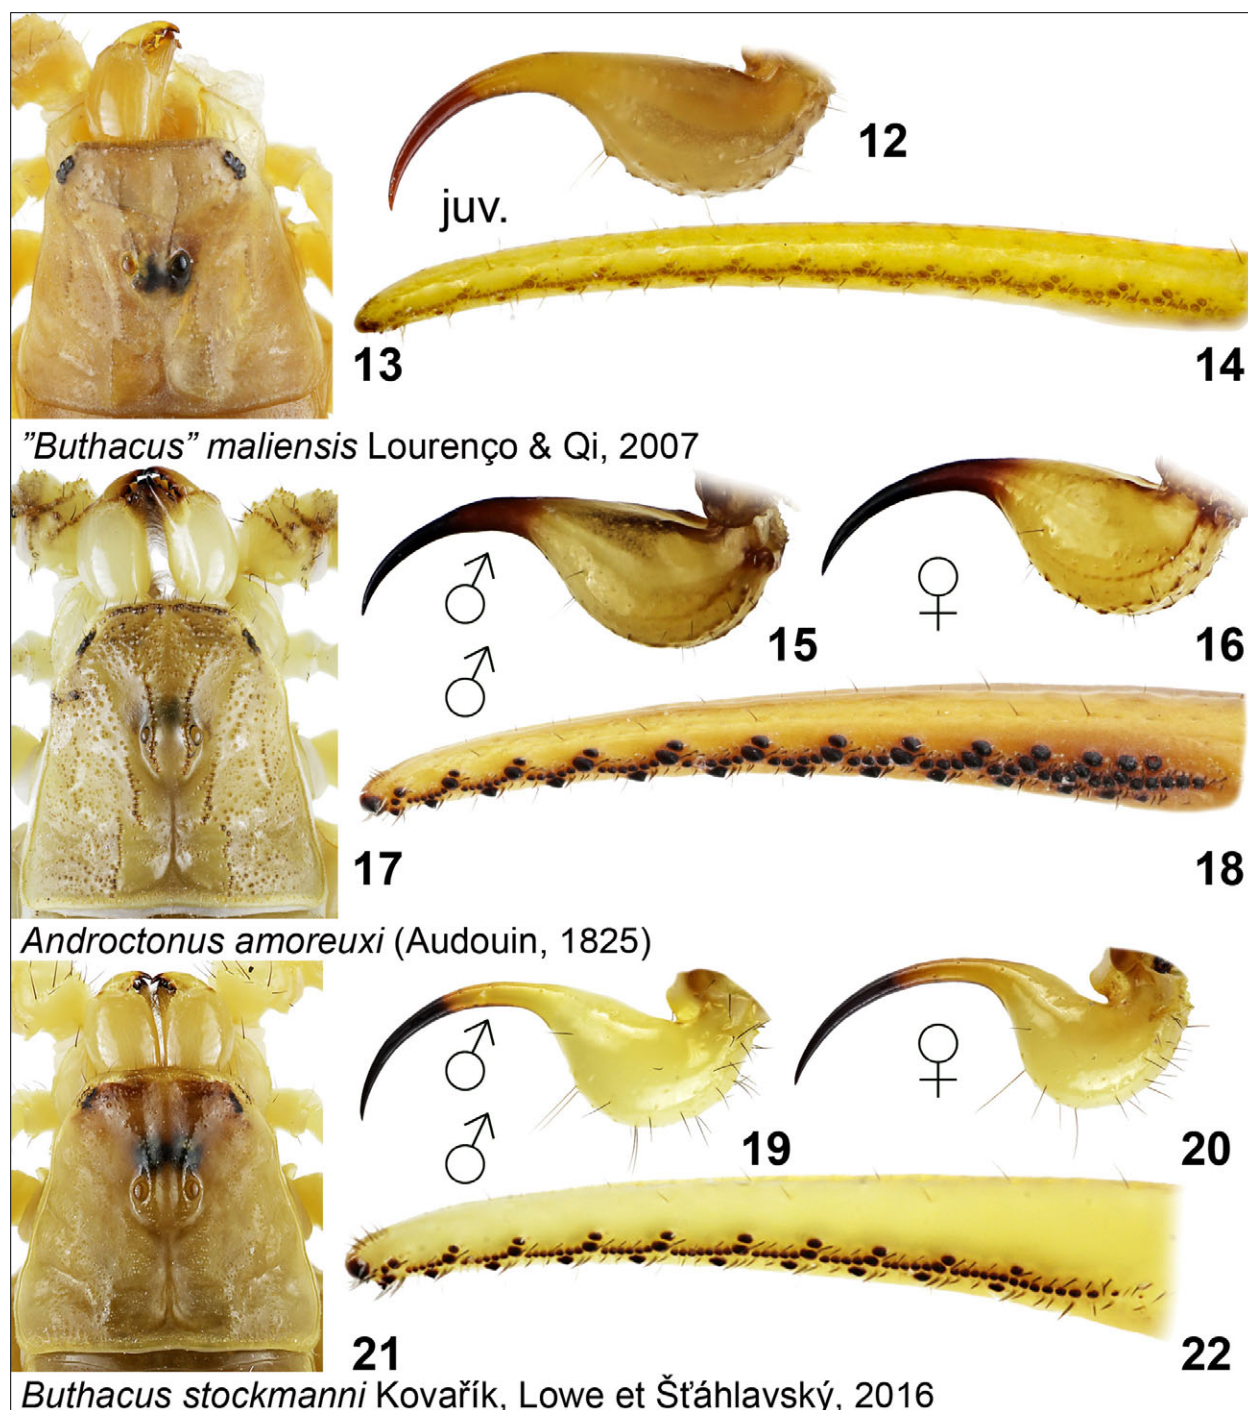 12
juv.
13 14
”Buthacus” maliensis Lourenço & Qi, 2007
♂ 15 ♀ 16
♂
17 18
Androctonus amoreuxi (Audouin, 1825)
♂ 19 ♀ 20
♂
21 22
Buthacus stockmanni Kovařík, Lowe et Šťáhlavský, 2016